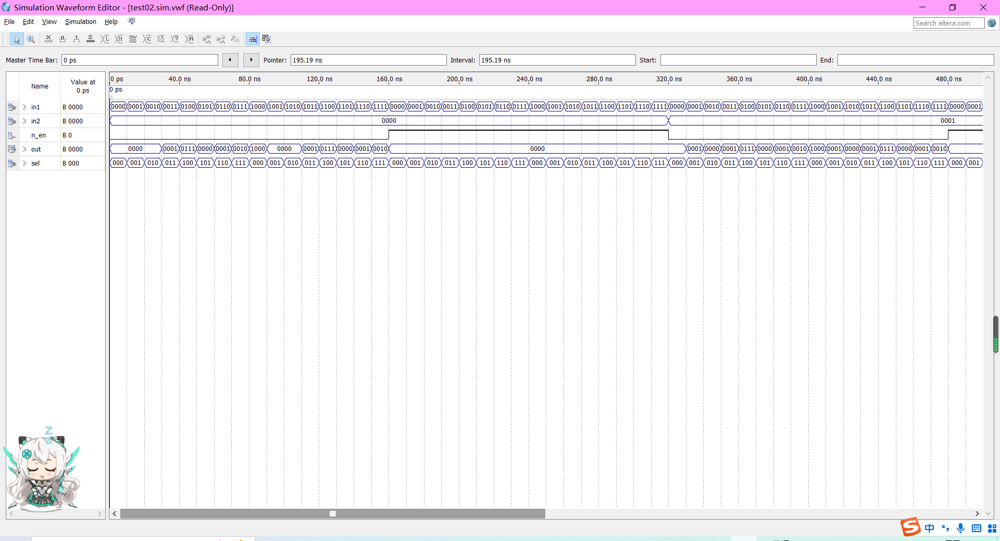 Simulation Waveform Editor - [test02.sim.vwf (Read-Only)]
File Edit View Simulation Help
Search altera.com
Master Time Bar: 0 ps Pointer: 195.19 ns Interval: 195.19 ns Start: End:
Name Value at 0 ps
0 ps 40.0 ns 80.0 ns 120.0 ns 160.0 ns 200.0 ns 240.0 ns 280.0 ns 320.0 ns 360.0 ns 400.0 ns 440.0 ns 480.0 ns
0 ps
in1 B 0000 0000 0001 0010 0011 0100 0101 0110 0111 1000 1001 1010 1011 1100 1101 1110 1111 0000 0001 0010 0011 0100 0101 0110 0111 1000 1001 1010 1011 1100 1101 1110 1111 0000 0001 0010 0011 0100 0101 0110 0111 1000 1001 1010 1011 1100 1101 1110 1111 0000 0001
in2 B 0000 0000 0001
n_en B 0
out B 0000 0000 0001 0111 0000 0001 0010 1000 0000 0001 0111 0000 0001 0010 0000 0001 0000 0001 0111 0000 0001 0010 1000 0001 0000 0001 0111 0000 0001 0010
sel B 000 000 001 010 011 100 101 110 111 000 001 010 011 100 101 110 111 000 001 010 011 100 101 110 111 000 001 010 011 100 101 110 111 000 001 010 011 100 101 110 111 000 001 010 011 100 101 110 111 000 001
Z
Z
中